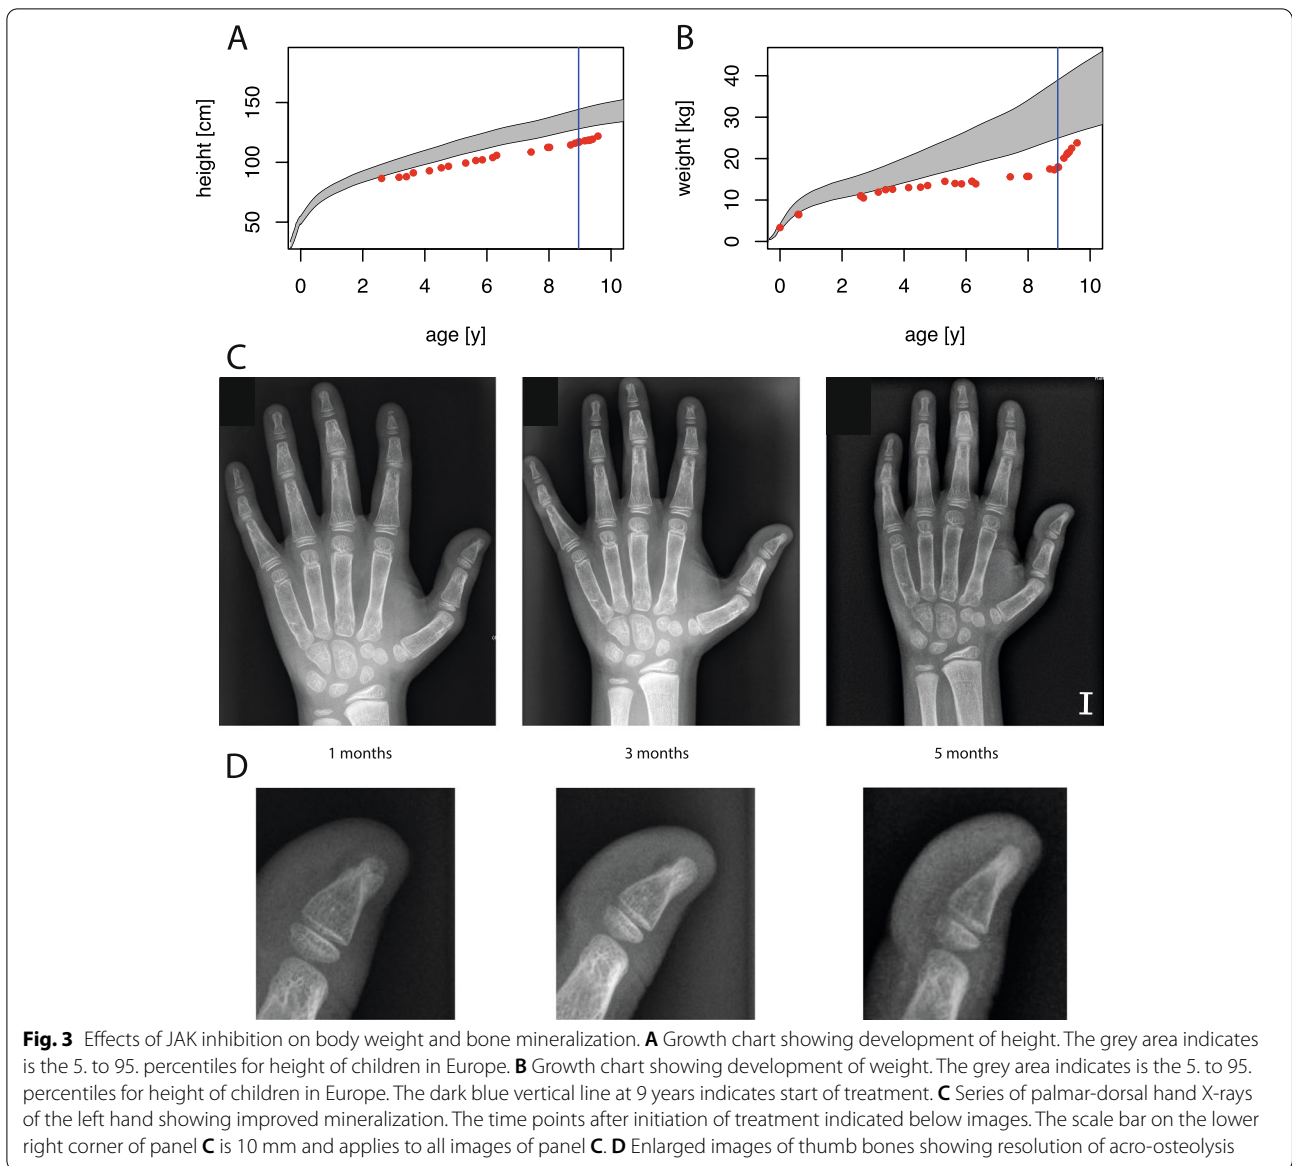 A
B
height [cm]
50
100
150
0 2 4 6 8 10
age [y]
weight [kg]
0
10
20
30
40
0 2 4 6 8 10
age [y]
C
1 months
3 months
5 months
D
Fig. 3 Effects of JAK inhibition on body weight and bone mineralization. A Growth chart showing development of height. The grey area indicates
is the 5. to 95. percentiles for height of children in Europe. B Growth chart showing development of weight. The grey area indicates is the 5. to 95.
percentiles for height of children in Europe. The dark blue vertical line at 9 years indicates start of treatment. C Series of palmar-dorsal hand X-rays
of the left hand showing improved mineralization. The time points after initiation of treatment indicated below images. The scale bar on the lower
right corner of panel C is 10 mm and applies to all images of panel C. D Enlarged images of thumb bones showing resolution of acro-osteolysis